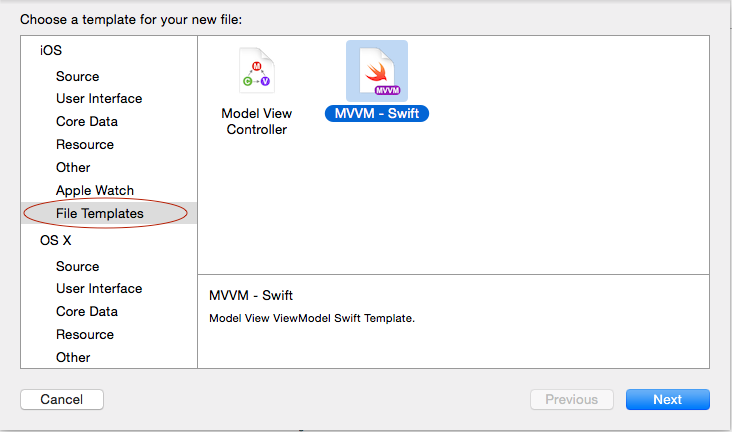 Choose a template for your new file:
iOS
Source
User Interface
Core Data
Resource
Other
Apple Watch
File Templates
OS X
Source
User Interface
Core Data
Resource
Other
M
C
V
Model View
Controller
MVVM
MVVM - Swift
MVVM - Swift
Model View ViewModel Swift Template.
Cancel
Previous
Next